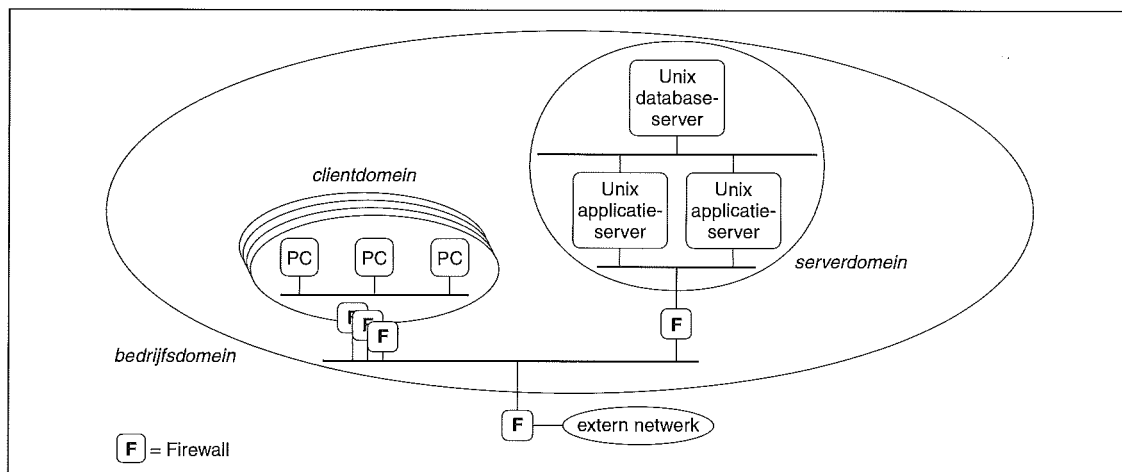 Unix
database-
server
clientdomein
Unix
applicatie-
server
Unix
applicatie-
server
PC
PC
PC
serverdomein
F
F
F
F
bedrijfsdomein
F
extern netwerk
F = Firewall